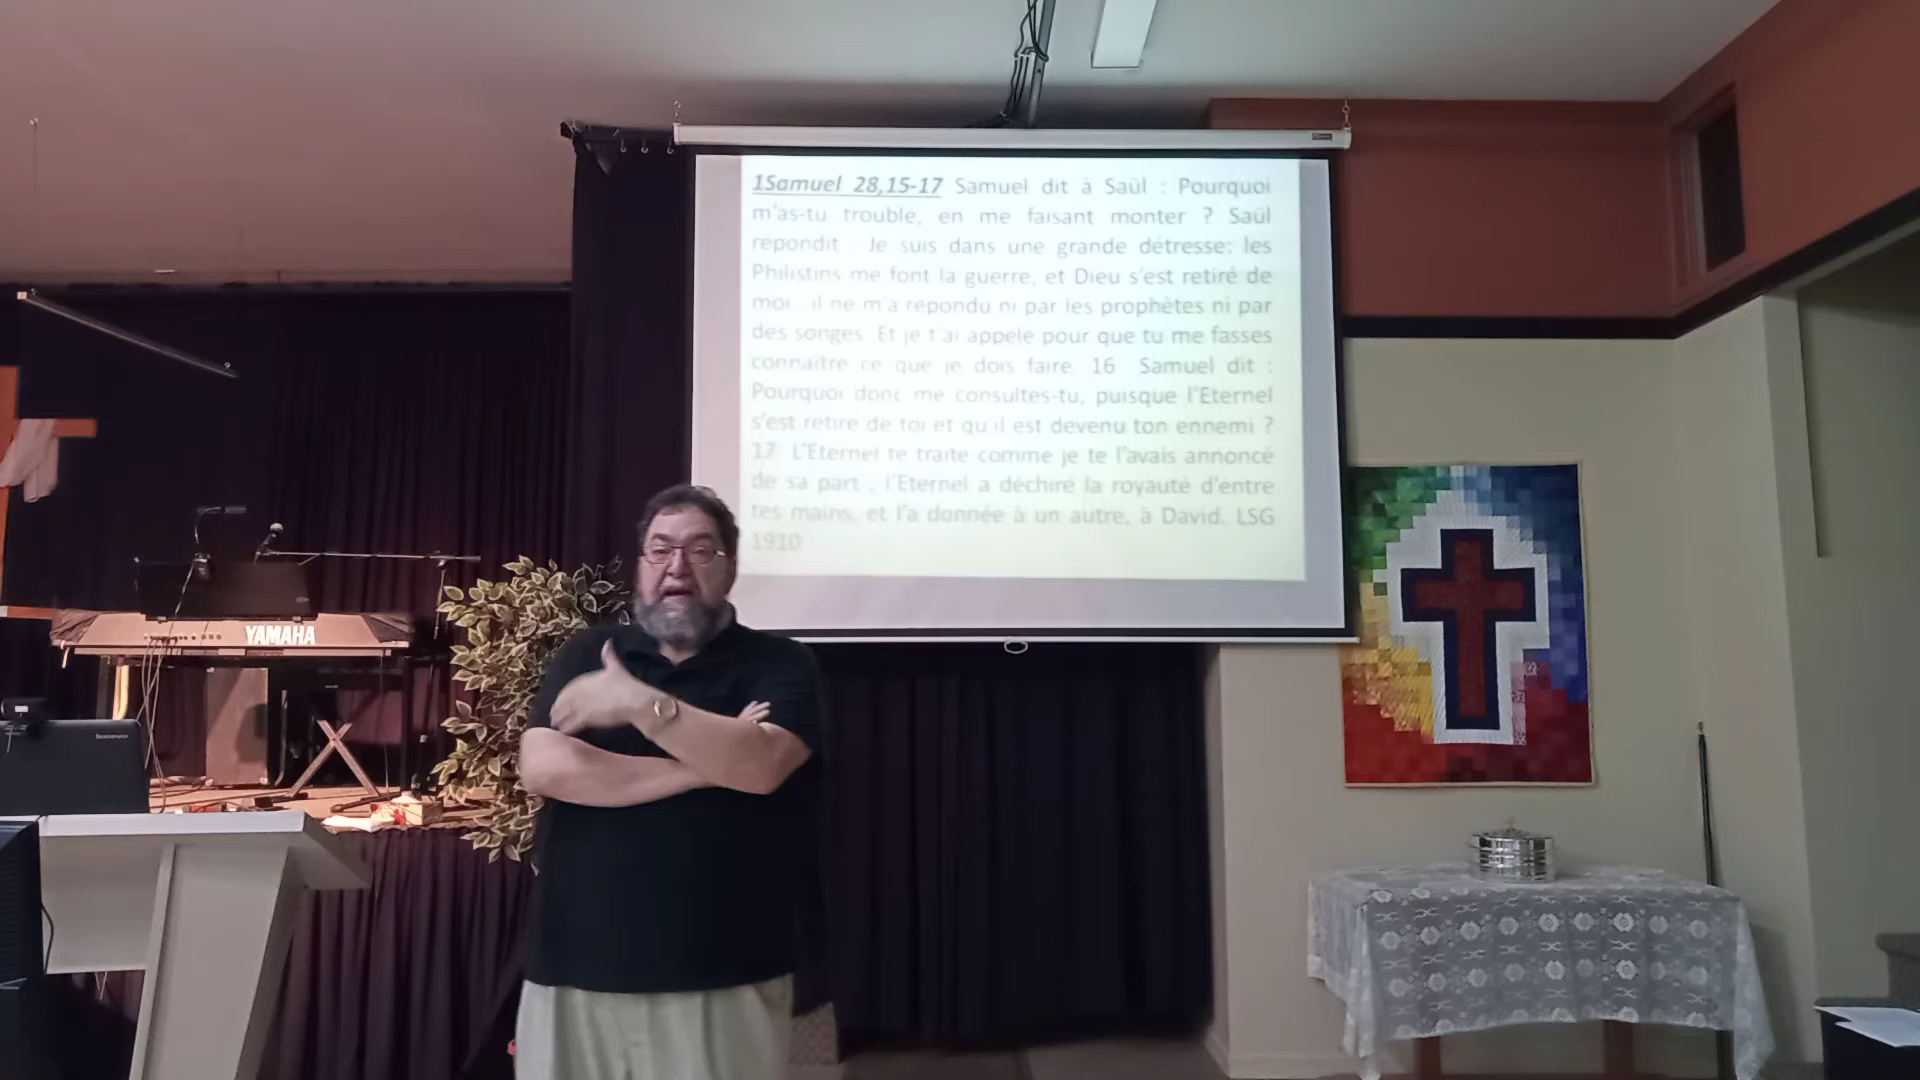 1Samuel 28,15-17 Samuel dit à Saül : Pourquoi
m'as-tu trouble, en me faisant monter ? Saül
répondit : Je suis dans une grande détresse; les
Philistins me font la guerre, et Dieu s'est retiré de
moi ; il ne m'a repondu ni par les prophètes ni par
des songes. Et je t'ai appelé pour que tu me fasses
connaitre ce que je dois faire. 16 Samuel dit :
Pourquoi donc me consultes-tu, puisque l'Eternel
s'est retire de toi et qu'il est devenu ton ennemi ?
17 L'Eternel te traite comme je te l'avais annoncé
de sa part ; l'Eternel a déchiré la royauté d'entre
tes mains, et l'a donnée à un autre, à David. LSG
1910
YAMAHA